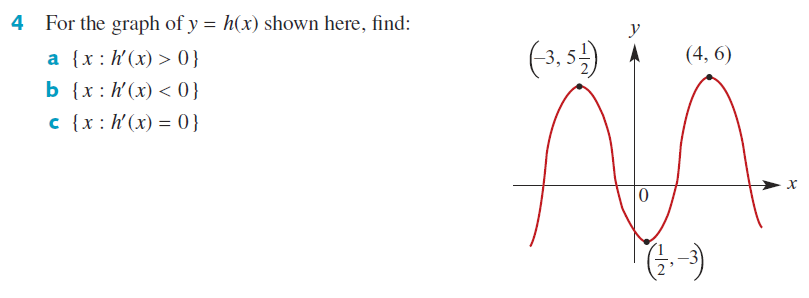 4 For the graph of y = h(x) shown here, find:
a {x : h′(x) > 0}
b {x : h′(x) < 0}
c {x : h′(x) = 0}
y
(−3, 5½)
(4, 6)
x
0
(½, −3)